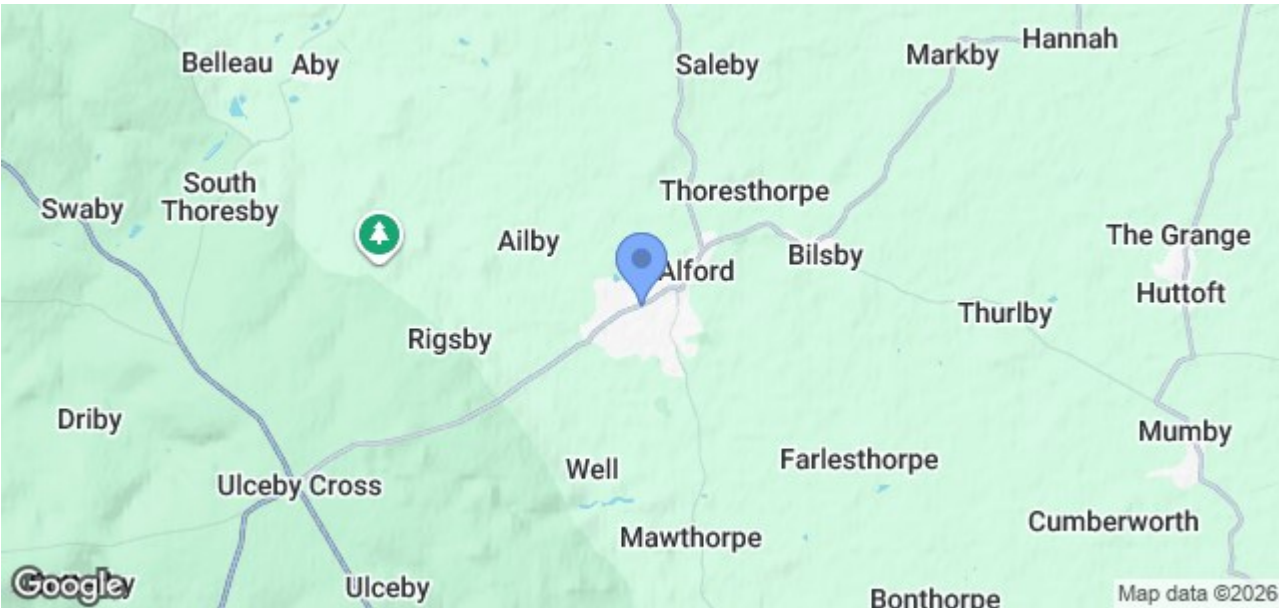 Belleau
Aby
Saleby
Markby
Hannah
South
Thoresby
Swaby
Thoresthorpe
Ailby
Bilsby
The Grange
Alford
Huttoft
Thurlby
Rigsby
Driby
Mumby
Well
Farlesthorpe
Ulceby Cross
Cumberworth
Mawthorpe
Google
Ulceby
Bonthorpe
Map data ©2026